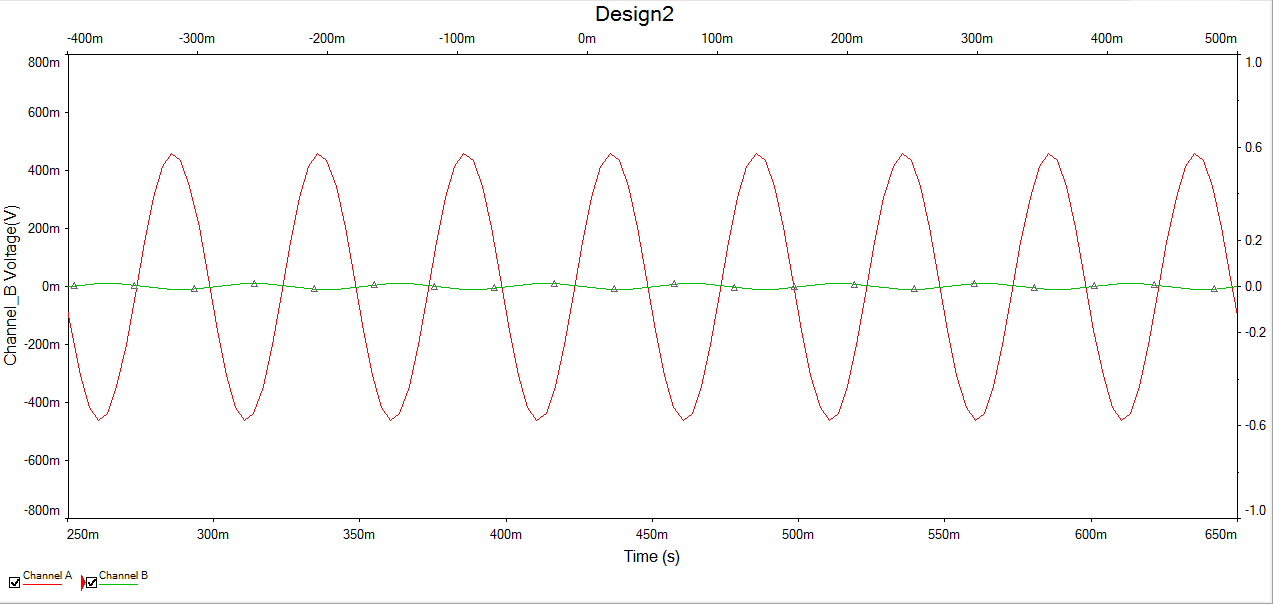 Design2
-400m -300m -200m -100m 0m 100m 200m 300m 400m 500m
800m 1.0
600m
0.6
400m
200m 0.2
0m 0.0
-200m -0.2
-400m
-0.6
-600m
-800m -1.0
Channel_B Voltage(V)
250m 300m 350m 400m 450m 500m 550m 600m 650m
Time (s)
Channel A Channel B